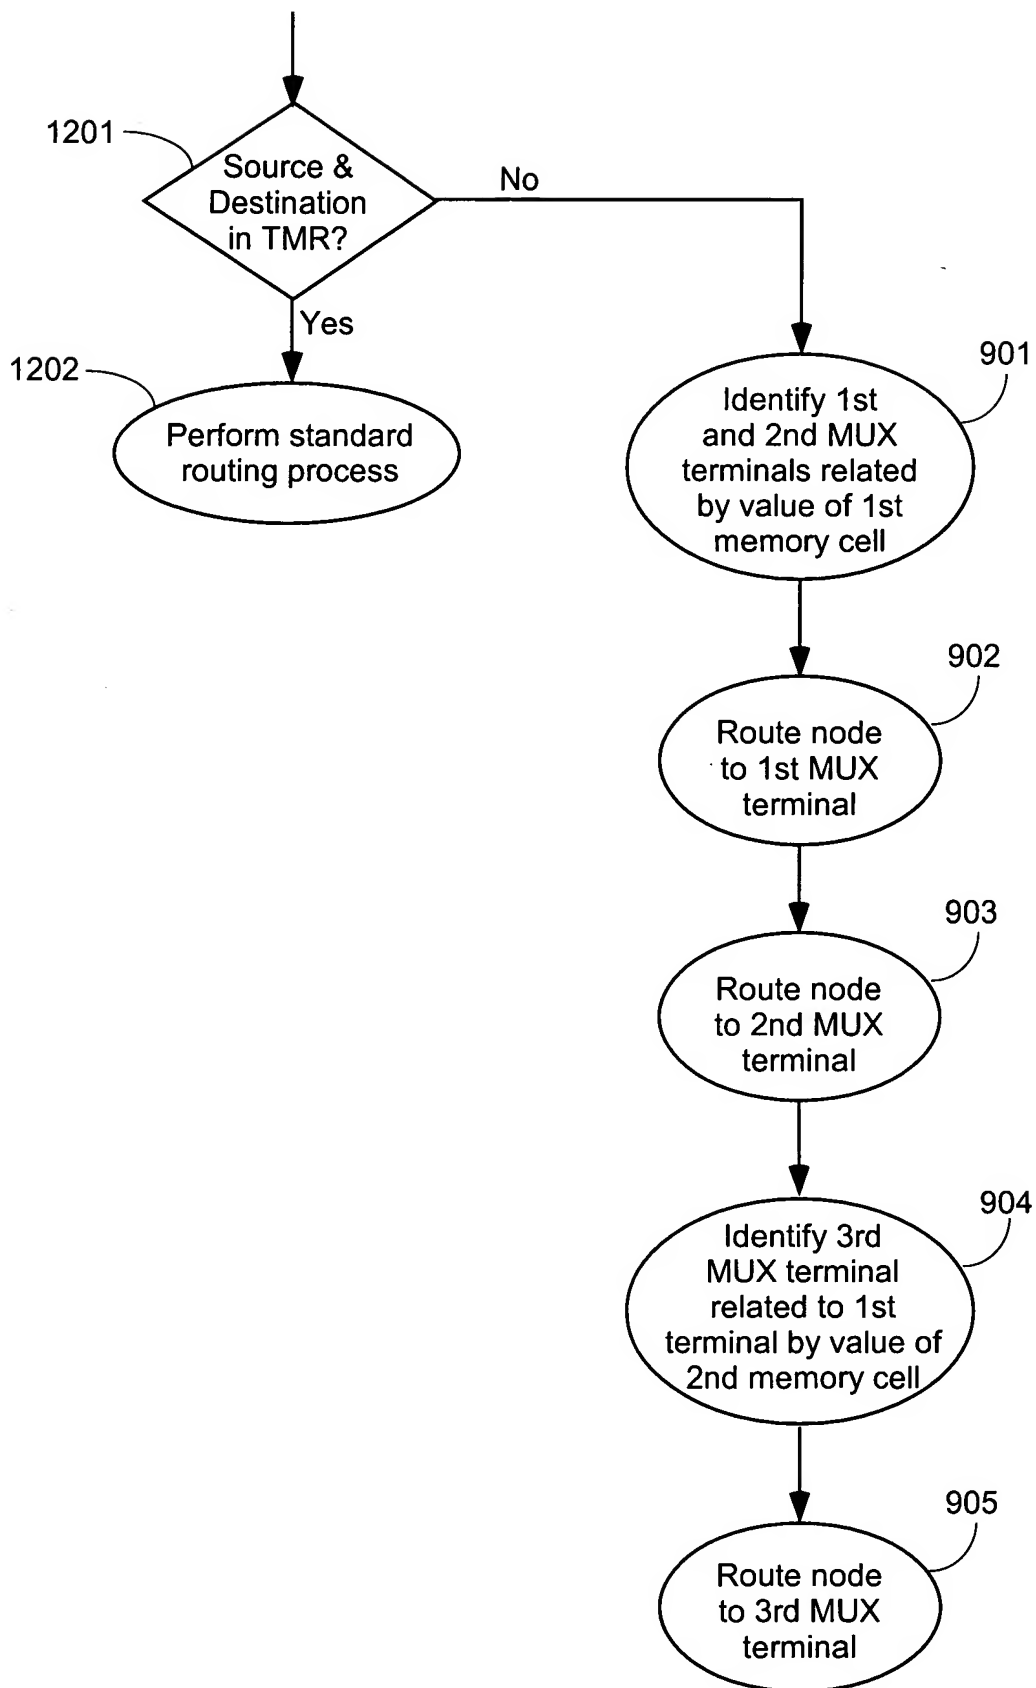 1201
Source &
Destination
in TMR?
No
Yes
1202
Perform standard
routing process
901
Identify 1st
and 2nd MUX
terminals related
by value of 1st
memory cell
902
Route node
to 1st MUX
terminal
903
Route node
to 2nd MUX
terminal
904
Identify 3rd
MUX terminal
related to 1st
terminal by value of
2nd memory cell
905
Route node
to 3rd MUX
terminal